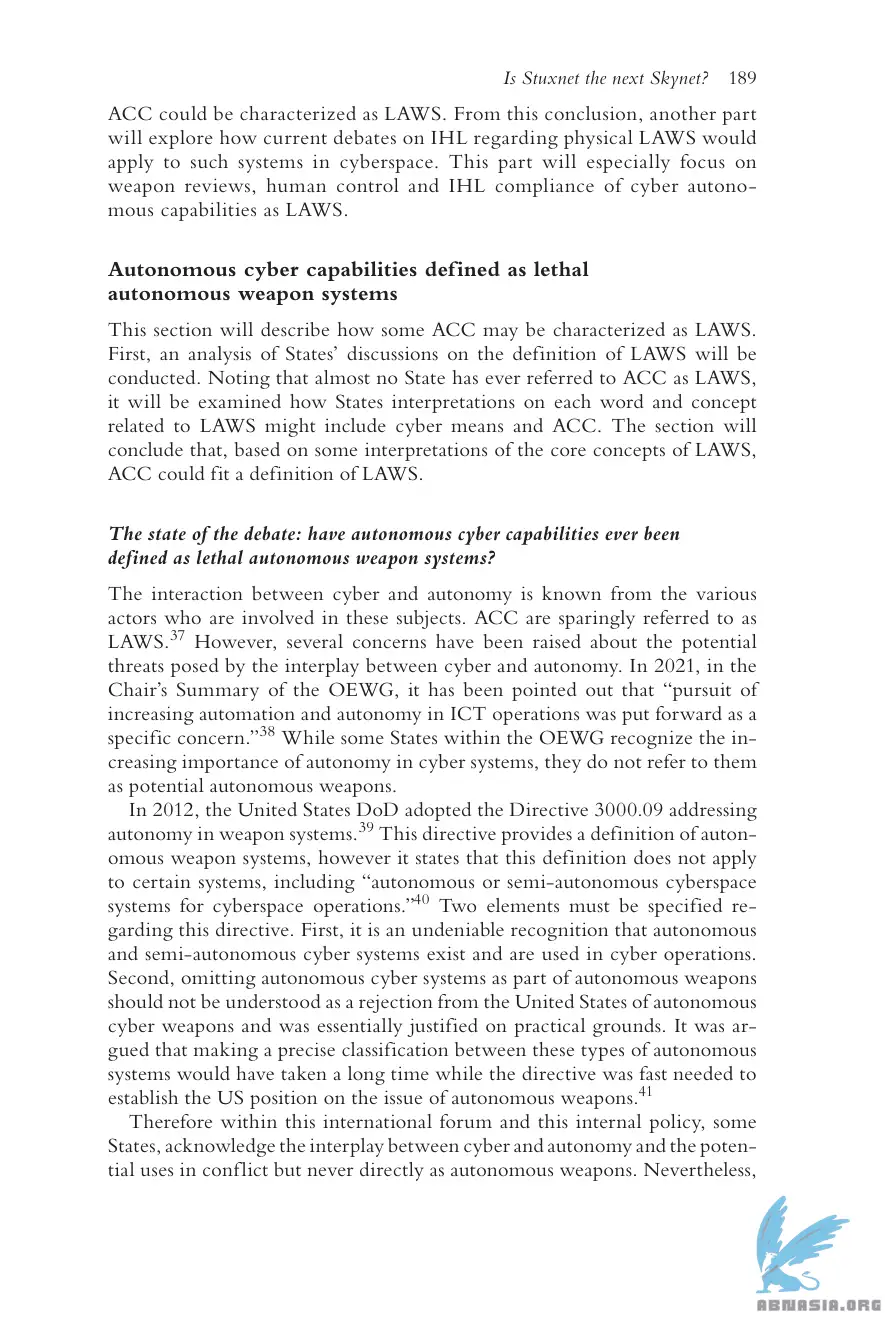 Is Stuxnet the next Skynet? 189
ACC could be characterized as LAWS. From this conclusion, another part
will explore how current debates on IHL regarding physical LAWS would
apply to such systems in cyberspace. This part will especially focus on
weapon reviews, human control and IHL compliance of cyber autono-
mous capabilities as LAWS.
Autonomous cyber capabilities defined as lethal
autonomous weapon systems
This section will describe how some ACC may be characterized as LAWS.
First, an analysis of States’ discussions on the definition of LAWS will be
conducted. Noting that almost no State has ever referred to ACC as LAWS,
it will be examined how States interpretations on each word and concept
related to LAWS might include cyber means and ACC. The section will
conclude that, based on some interpretations of the core concepts of LAWS,
ACC could fit a definition of LAWS.
The state of the debate: have autonomous cyber capabilities ever been
defined as lethal autonomous weapon systems?
The interaction between cyber and autonomy is known from the various
actors who are involved in these subjects. ACC are sparingly referred to as
LAWS.37 However, several concerns have been raised about the potential
threats posed by the interplay between cyber and autonomy. In 2021, in the
Chair’s Summary of the OEWG, it has been pointed out that “pursuit of
increasing automation and autonomy in ICT operations was put forward as a
specific concern.”38 While some States within the OEWG recognize the in-
creasing importance of autonomy in cyber systems, they do not refer to them
as potential autonomous weapons.
In 2012, the United States DoD adopted the Directive 3000.09 addressing
autonomy in weapon systems.39 This directive provides a definition of auton-
omous weapon systems, however it states that this definition does not apply
to certain systems, including “autonomous or semi-autonomous cyberspace
systems for cyberspace operations.”40 Two elements must be specified re-
garding this directive. First, it is an undeniable recognition that autonomous
and semi-autonomous cyber systems exist and are used in cyber operations.
Second, omitting autonomous cyber systems as part of autonomous weapons
should not be understood as a rejection from the United States of autonomous
cyber weapons and was essentially justified on practical grounds. It was ar-
gued that making a precise classification between these types of autonomous
systems would have taken a long time while the directive was fast needed to
establish the US position on the issue of autonomous weapons.41
Therefore within this international forum and this internal policy, some
States, acknowledge the interplay between cyber and autonomy and the poten-
tial uses in conflict but never directly as autonomous weapons. Nevertheless,
ABNASIA.ORG